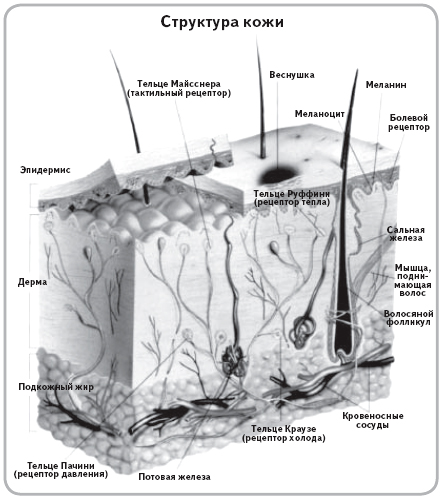 Структура кожи
Тельце Майсснера
(тактильный рецептор)
Веснушка
Меланин
Меланоцит
Болевой
рецептор
Эпидермис
Тельце Руффини
(рецептор тепла)
Сальная
железа
Дерма
Мышца,
подни-
мающая
волос
Волосяной
фолликул
Подкожный жир
Кровеносные
сосуды
Тельце Краузе
(рецептор холода)
Тельце Пачини
(рецептор давления)
Потовая железа